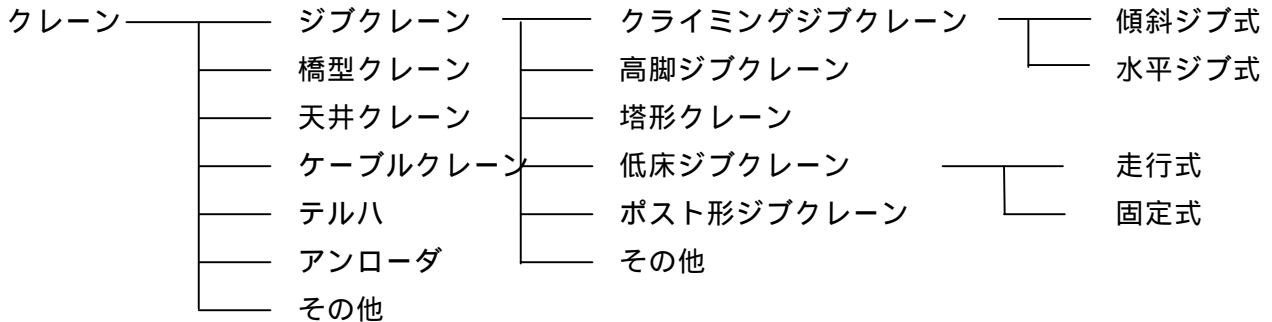 クレーン ジブクレーン クライミングジブクレーン 傾斜ジブ式
橋型クレーン 高脚ジブクレーン 水平ジブ式
天井クレーン 塔形クレーン
ケーブルクレーン 低床ジブクレーン 走行式
テルハ ポスト形ジブクレーン 固定式
アンローダ その他
その他